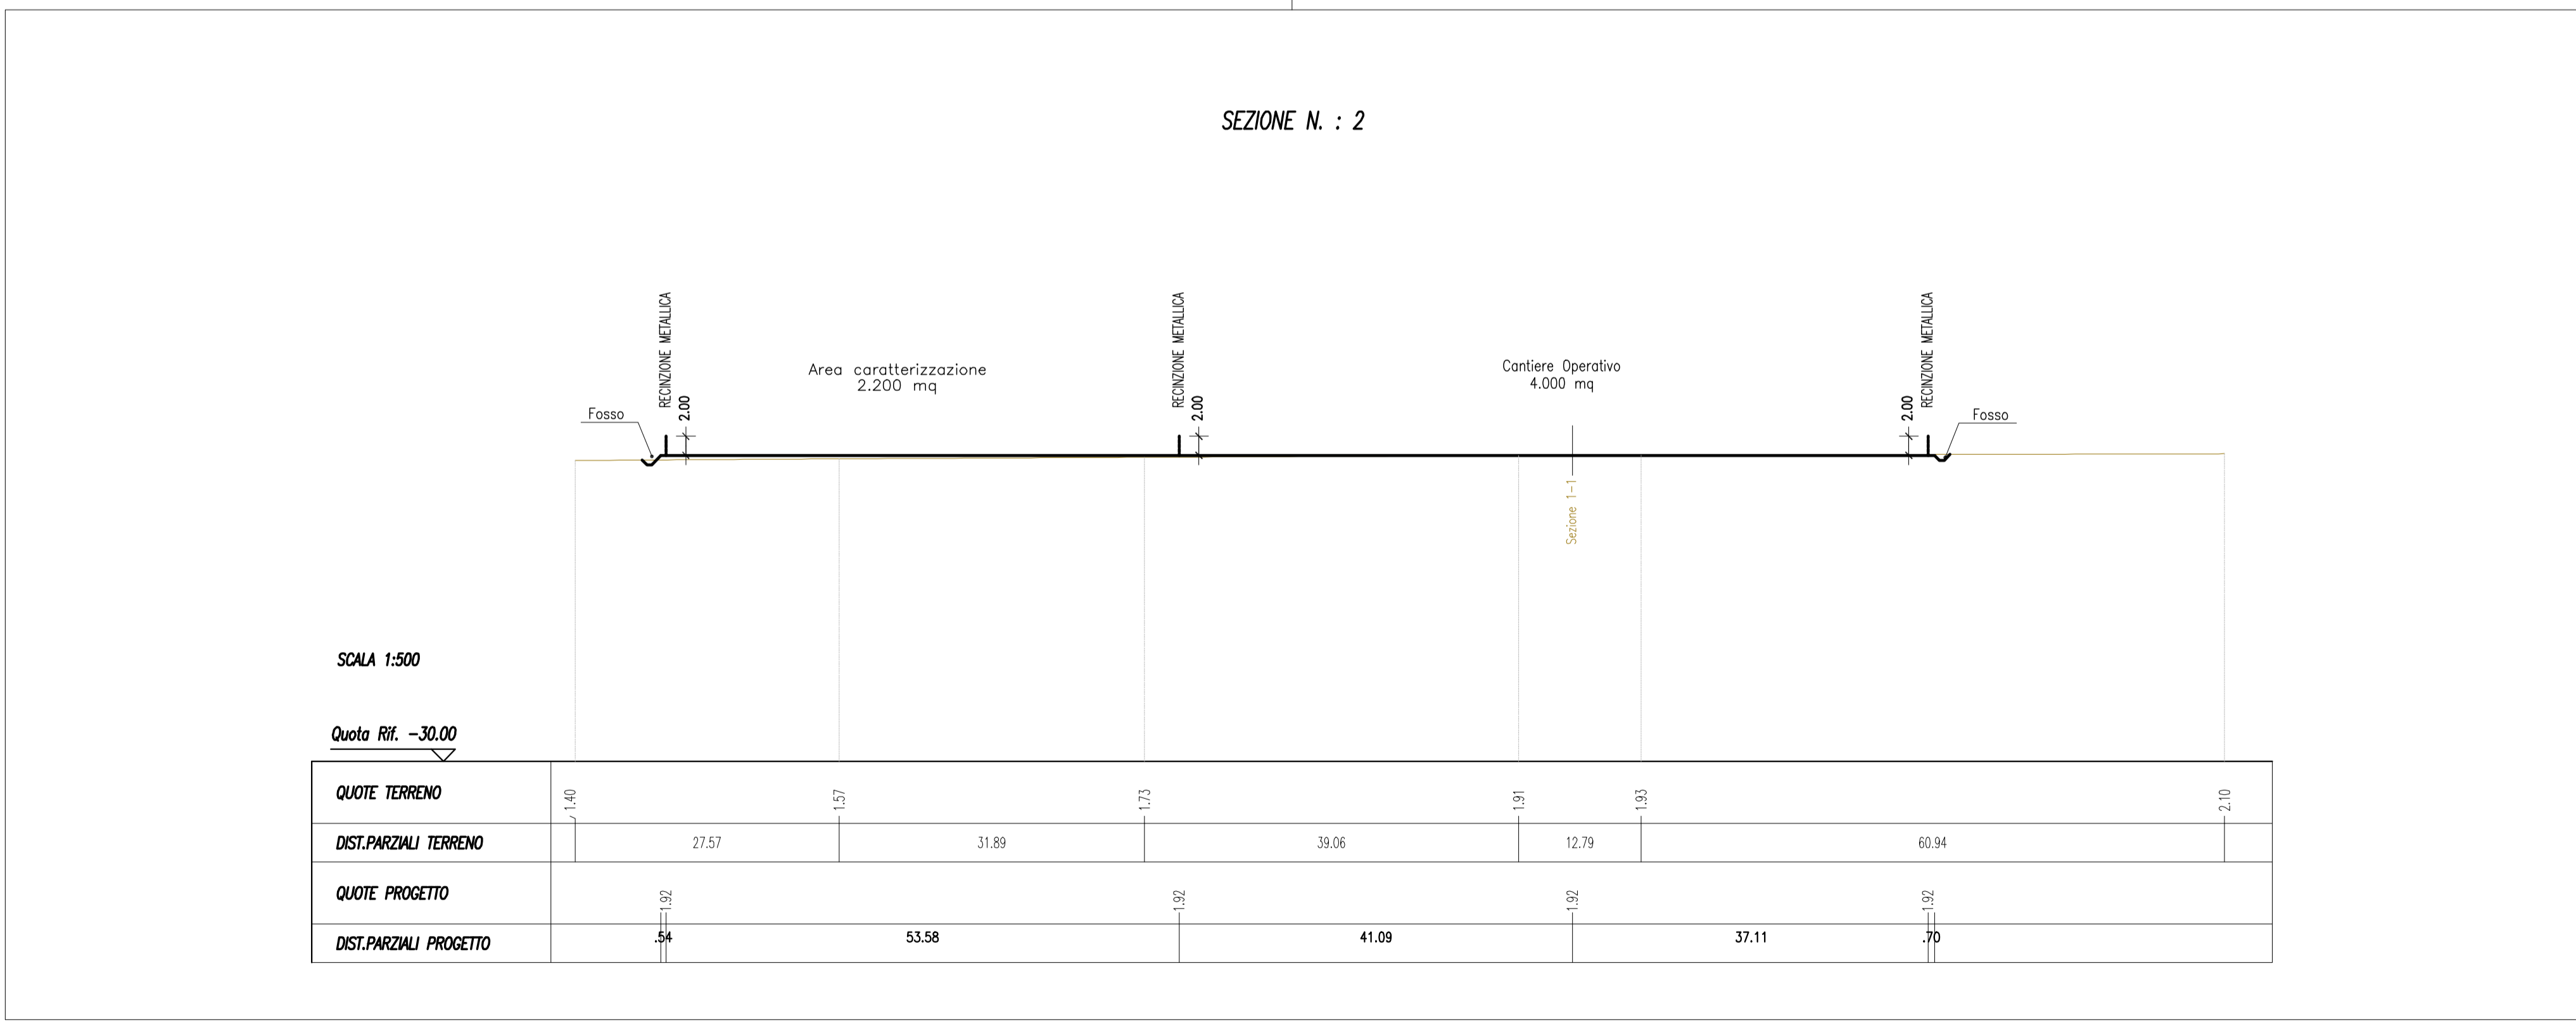 SEZIONE N. : 2
RECINZIONE METALLICA
RECINZIONE METALLICA
RECINZIONE METALLICA
Area caratterizzazione
2.200 mq
Cantiere Operativo
4.000 mq
Fosso
2.00
2.00
2.00
Fosso
Sezione 1-1
SCALA 1:500
Quota Rif. -30.00
QUOTE TERRENO 1.40 1.57 1.73 1.91 1.93 2.10
DIST.PARZIALI TERRENO 27.57 31.89 39.06 12.79 60.94
QUOTE PROGETTO 1.92 1.92 1.92 1.92
DIST.PARZIALI PROGETTO .54 53.58 41.09 37.11 .70